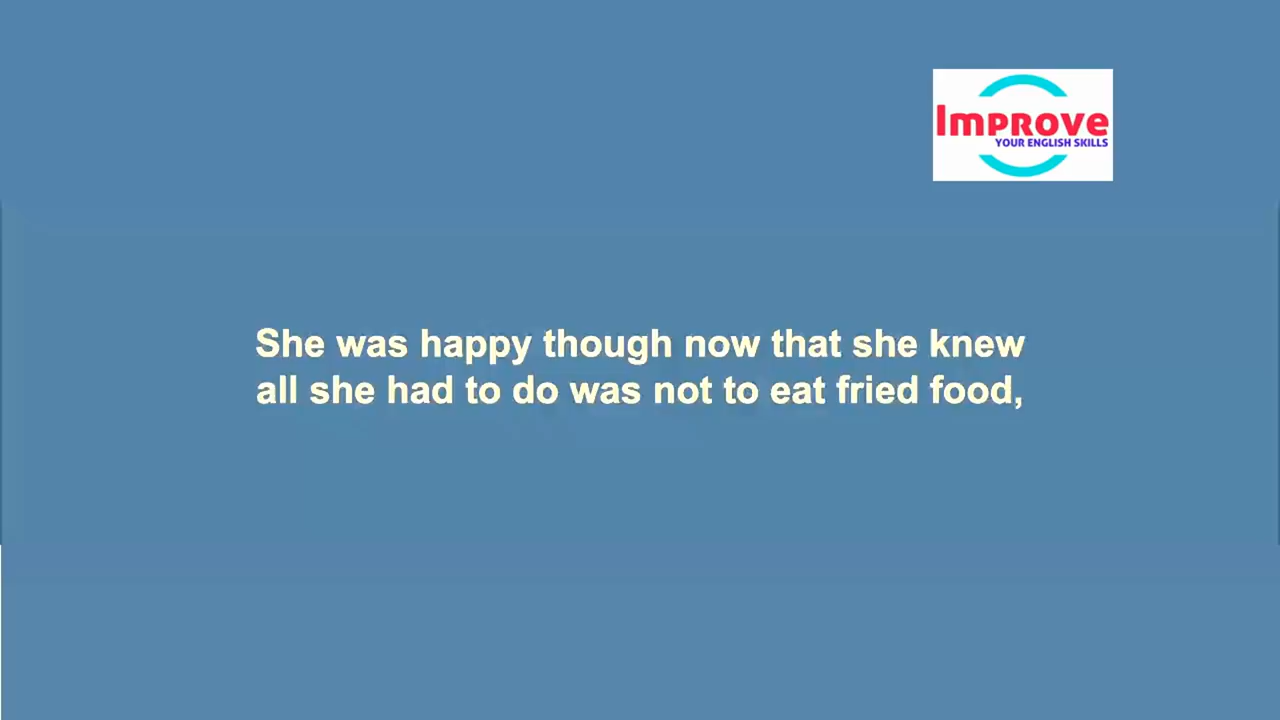 Improve
YOUR ENGLISH SKILLS
She was happy though now that she knew
all she had to do was not to eat fried food,